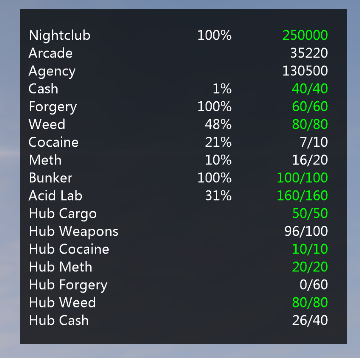 Nightclub 100% 250000
Arcade 35220
Agency 130500
Cash 1% 40/40
Forgery 100% 60/60
Weed 48% 80/80
Cocaine 21% 7/10
Meth 10% 16/20
Bunker 100% 100/100
Acid Lab 31% 160/160
Hub Cargo 50/50
Hub Weapons 96/100
Hub Cocaine 10/10
Hub Meth 20/20
Hub Forgery 0/60
Hub Weed 80/80
Hub Cash 26/40